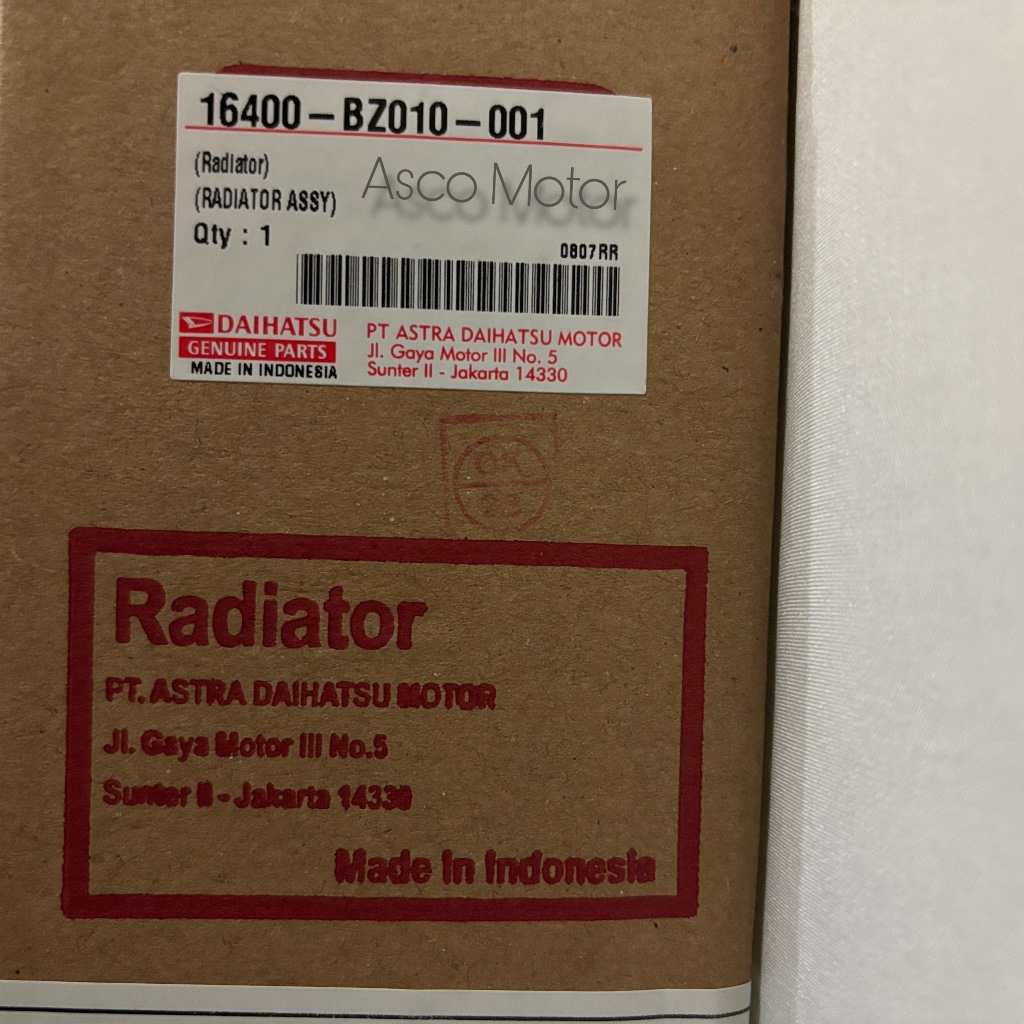 16400-BZ010-001
(Radiator)
(RADIATOR ASSY)
Asco Motor
Qty : 1
0807RR
DAIHATSU
GENUINE PARTS
MADE IN INDONESIA
PT ASTRA DAIHATSU MOTOR
Jl. Gaya Motor III No. 5
Sunter II - Jakarta 14330
OK
Radiator
PT. ASTRA DAIHATSU MOTOR
Jl. Gaya Motor III No.5
Sunter II - Jakarta 14330
Made In Indonesia